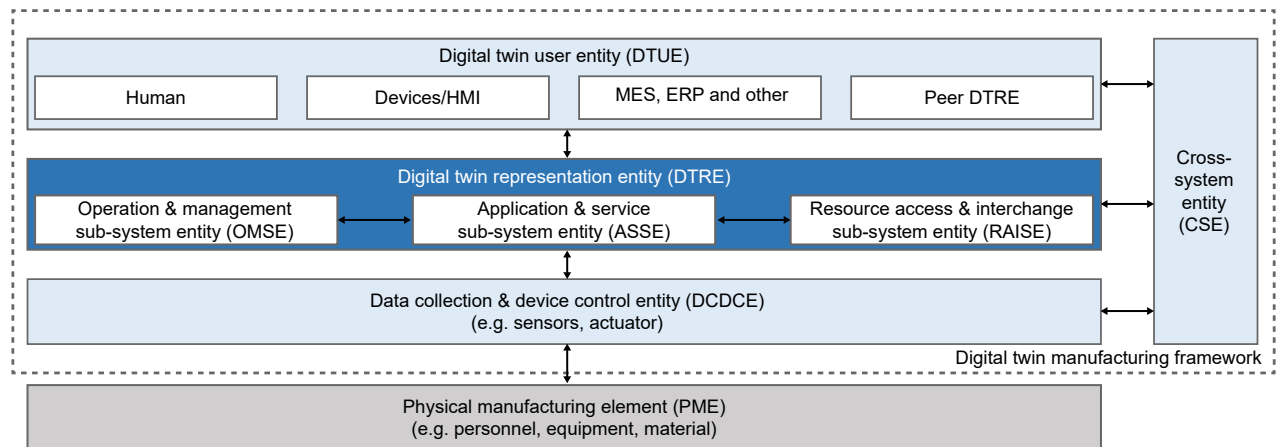 Digital twin user entity (DTUE)
Human
Devices/HMI
MES, ERP and other
Peer DTRE
Digital twin representation entity (DTRE)
Operation & management
sub-system entity (OMSE)
Application & service
sub-system entity (ASSE)
Resource access & interchange
sub-system entity (RAISE)
Cross-
system
entity
(CSE)
Data collection & device control entity (DCDCE)
(e.g. sensors, actuator)
Digital twin manufacturing framework
Physical manufacturing element (PME)
(e.g. personnel, equipment, material)